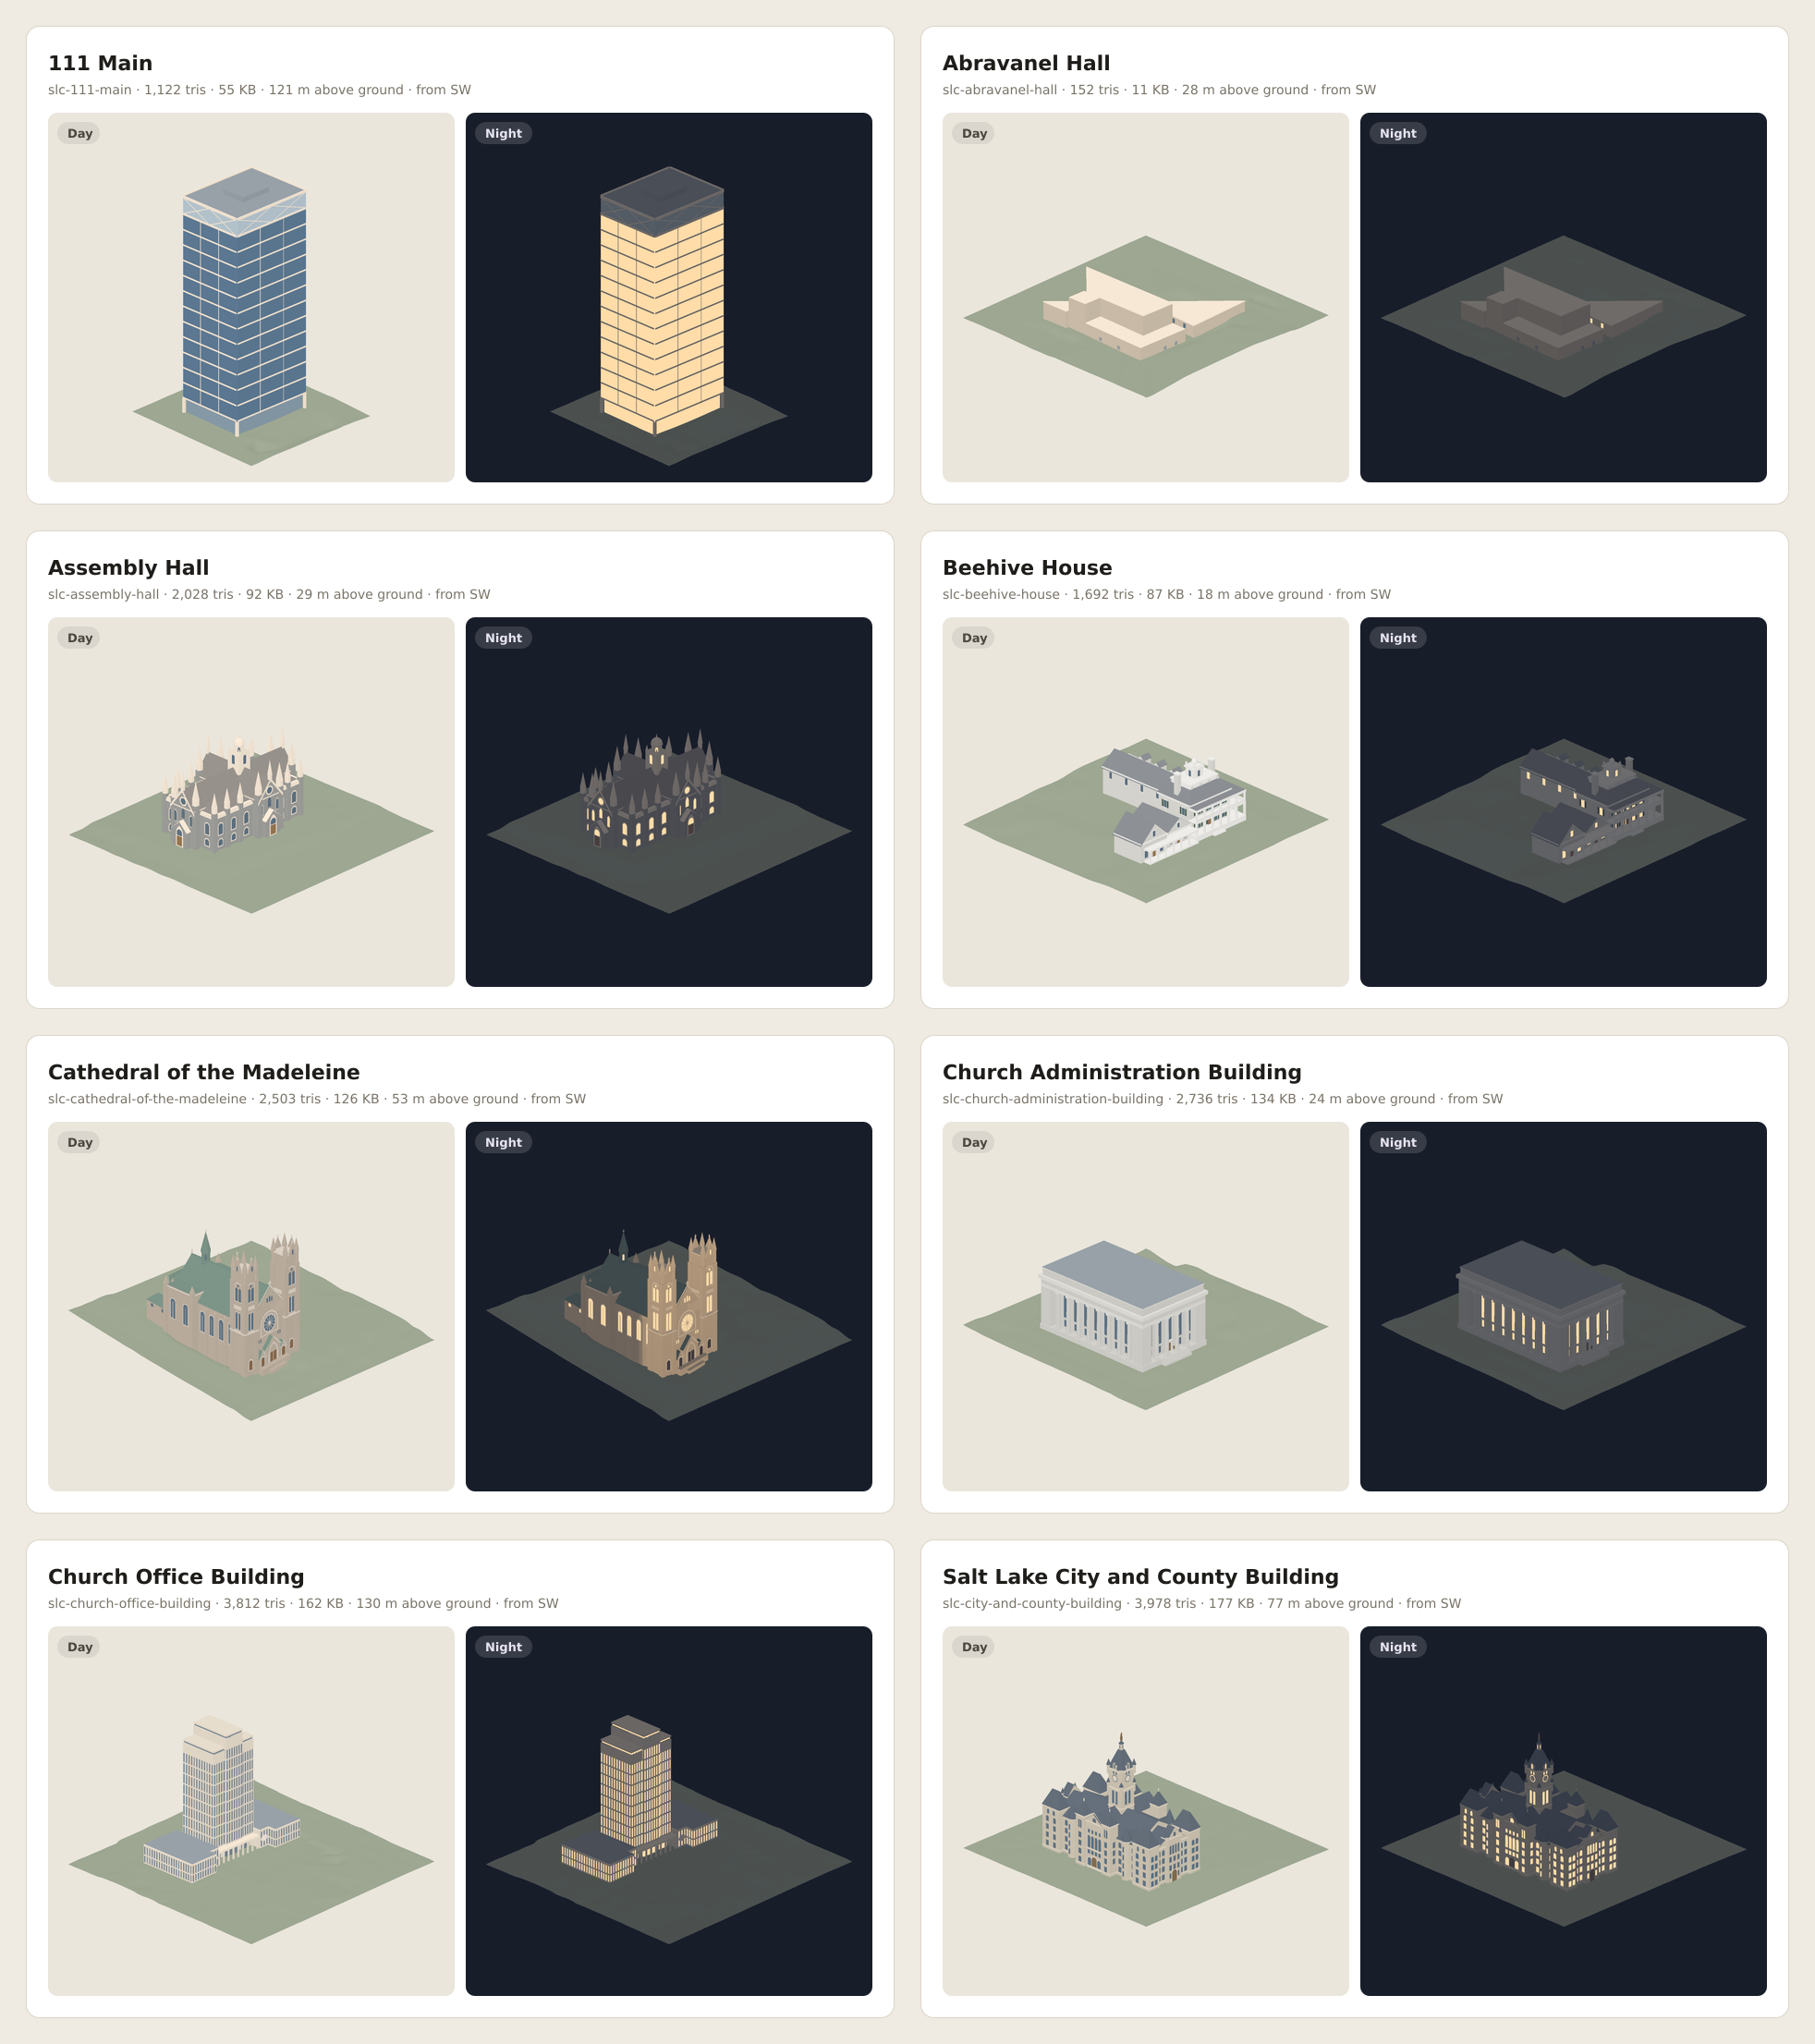 111 Main
slc-111-main · 1,122 tris · 55 KB · 121 m above ground · from SW
Day
Night
Abravanel Hall
slc-abravanel-hall · 152 tris · 11 KB · 28 m above ground · from SW
Day
Night
Assembly Hall
slc-assembly-hall · 2,028 tris · 92 KB · 29 m above ground · from SW
Day
Night
Beehive House
slc-beehive-house · 1,692 tris · 87 KB · 18 m above ground · from SW
Day
Night
Cathedral of the Madeleine
slc-cathedral-of-the-madeleine · 2,503 tris · 126 KB · 53 m above ground · from SW
Day
Night
Church Administration Building
slc-church-administration-building · 2,736 tris · 134 KB · 24 m above ground · from SW
Day
Night
Church Office Building
slc-church-office-building · 3,812 tris · 162 KB · 130 m above ground · from SW
Day
Night
Salt Lake City and County Building
slc-city-and-county-building · 3,978 tris · 177 KB · 77 m above ground · from SW
Day
Night